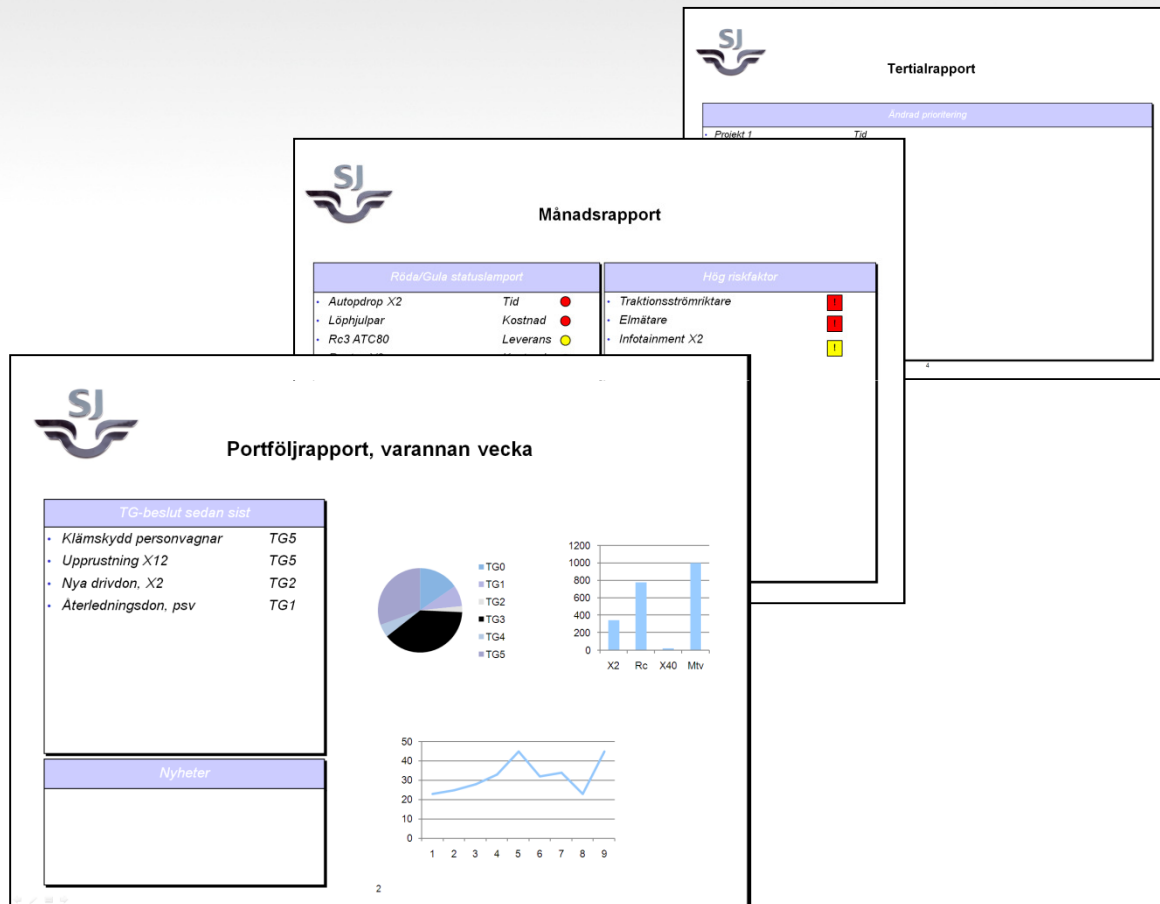 SJ
Tertialrapport
Ändrad prioritering
• Projekt 1 Tid
4
SJ
Månadsrapport
Röda/Gula statuslamport
• Autopdrop X2 Tid
• Löphjulpar Kostnad
• Rc3 ATC80 Leverans
Hög riskfaktor
• Traktionsströmriktare !
• Elmätare !
• Infotainment X2 !
SJ
Portföljrapport, varannan vecka
TG-beslut sedan sist
• Klämskydd personvagnar TG5
• Upprustning X12 TG5
• Nya drivdon, X2 TG2
• Återledningsdon, psv TG1
Nyheter
TG0
TG1
TG2
TG3
TG4
TG5
1200
1000
800
600
400
200
0
X2 Rc X40 Mtv
50
40
30
20
10
0
1 2 3 4 5 6 7 8 9
2